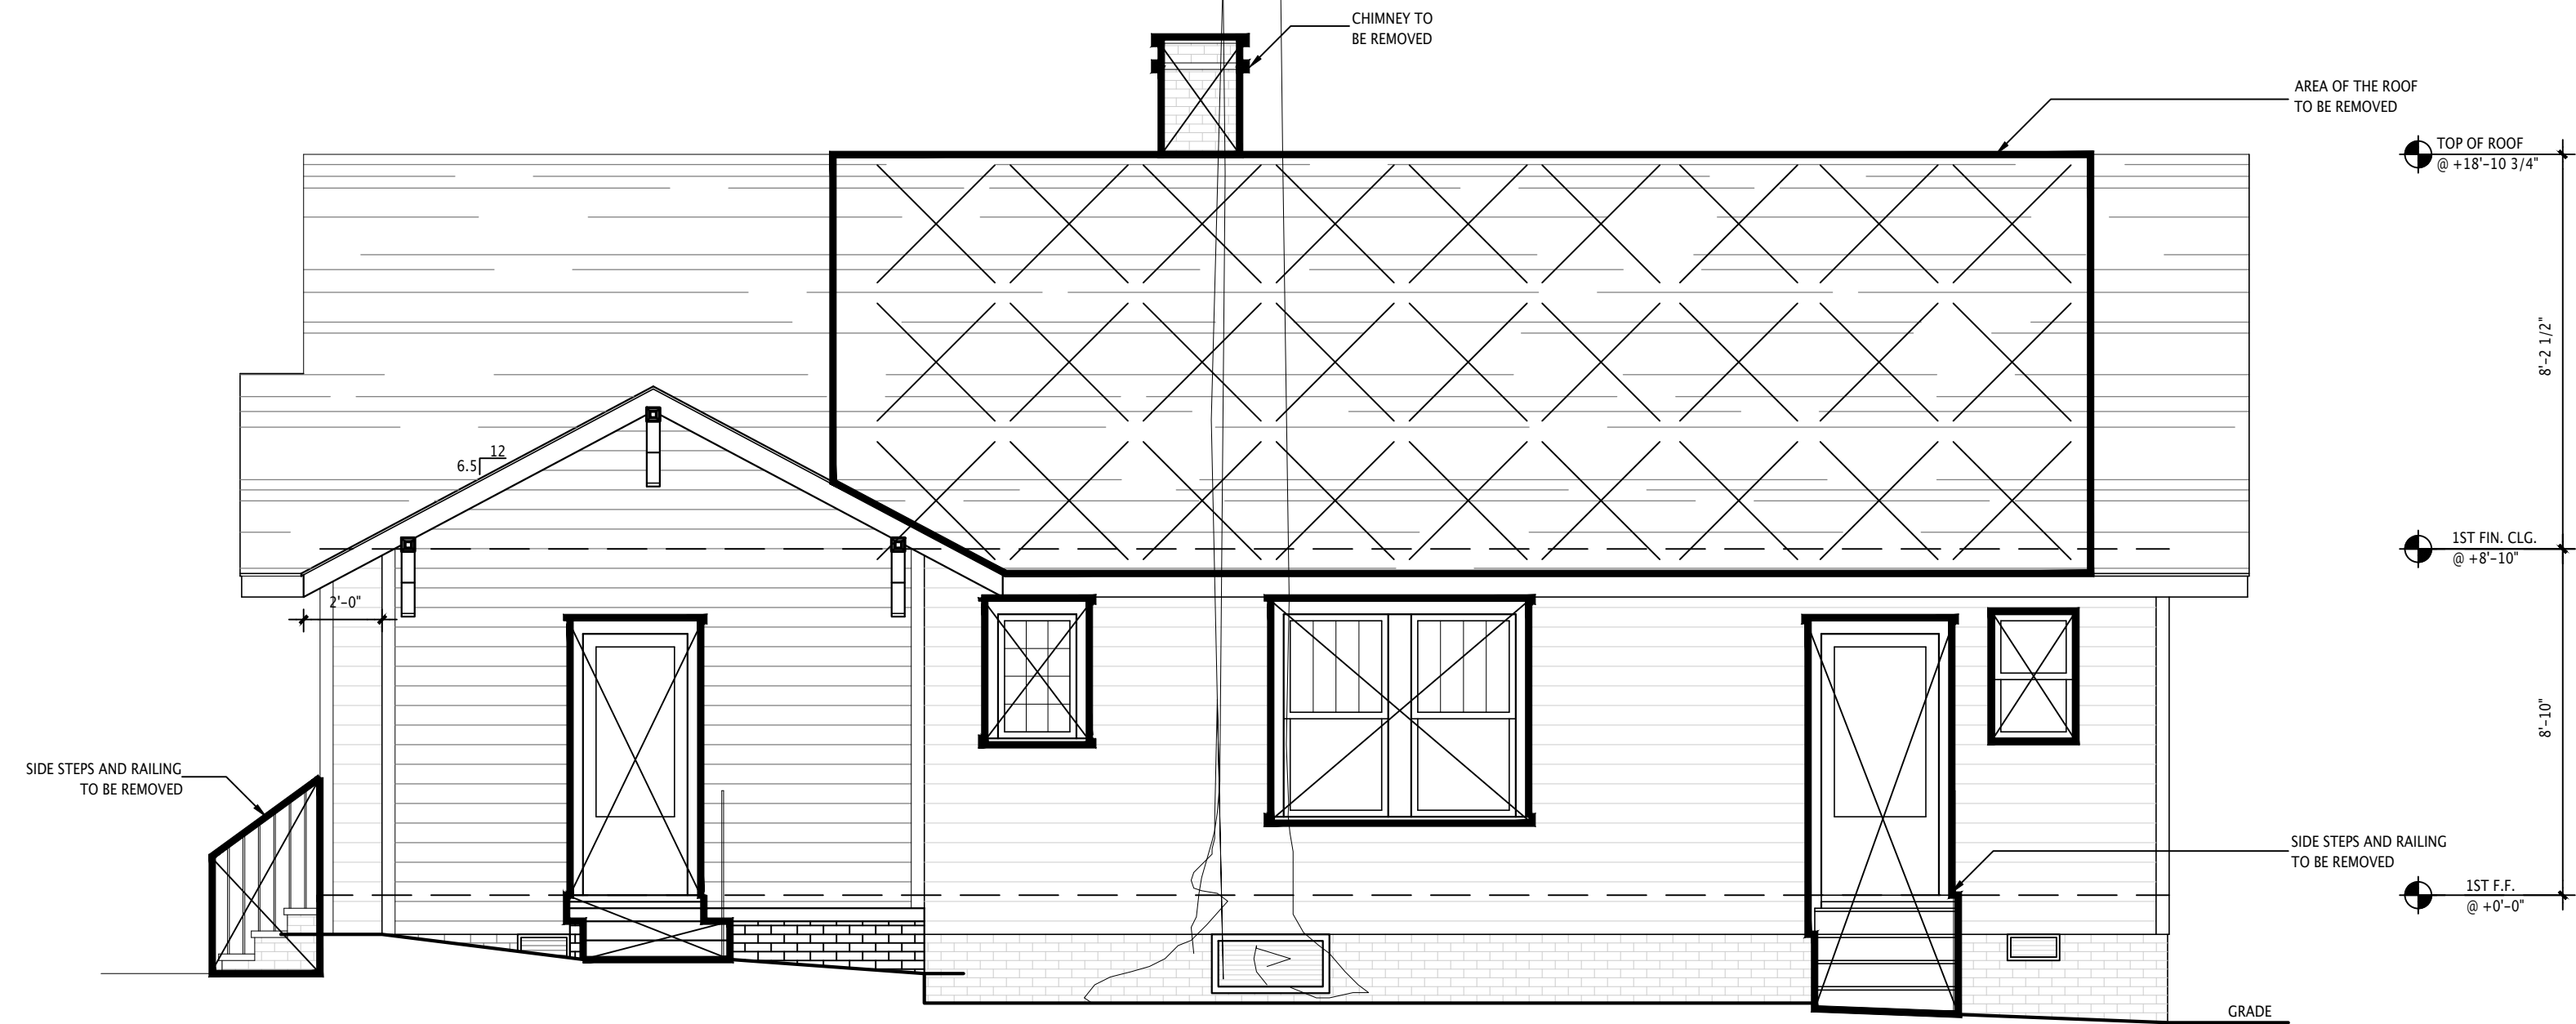 CHIMNEY TO
BE REMOVED
AREA OF THE ROOF
TO BE REMOVED
TOP OF ROOF
@ +18'-10 3/4"
8'-2 1/2"
12
6.5
1ST FIN. CLG.
@ +8'-10"
2'-0"
8'-10"
SIDE STEPS AND RAILING
TO BE REMOVED
SIDE STEPS AND RAILING
TO BE REMOVED
1ST F.F.
@ +0'-0"
GRADE